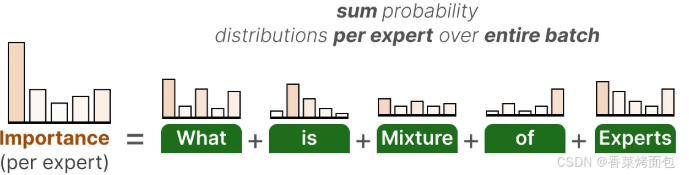 sum probability
distributions per expert over entire batch
Importance = What + is + Mixture + of + Experts
(per expert)
CSDN @香菜烤面包